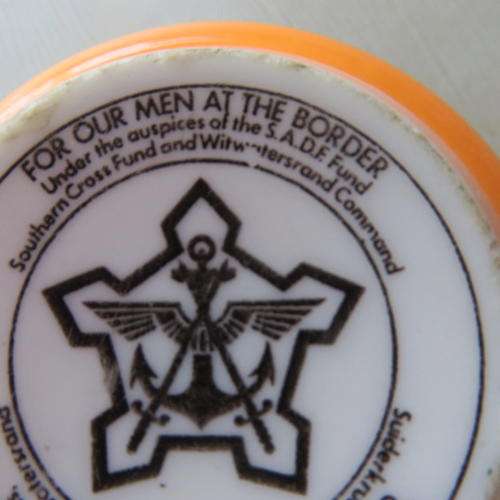 FOR OUR MEN AT THE BORDER
Under the auspices of the S.A.D.F. Fund
Southern Cross Fund and Witwatersrand Command